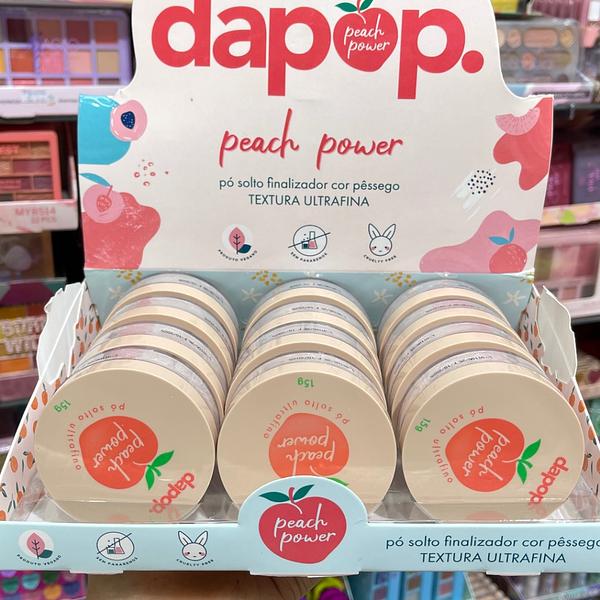 dapop.
peach
power
peach power
pó solto finalizador cor pêssego
TEXTURA ULTRAFINA
PRODUTO VEGANO
SEM PARABENOS
CRUELTY FREE
15g
pó solto ultrafino
peach
power
dapop.
15g
pó solto ultrafino
peach
power
15g
pó solto ultrafino
peach
power
dapop.
peach
power
PRODUTO VEGANO
SEM PARABENOS
CRUELTY FREE
pó solto finalizador cor pêssego
TEXTURA ULTRAFINA